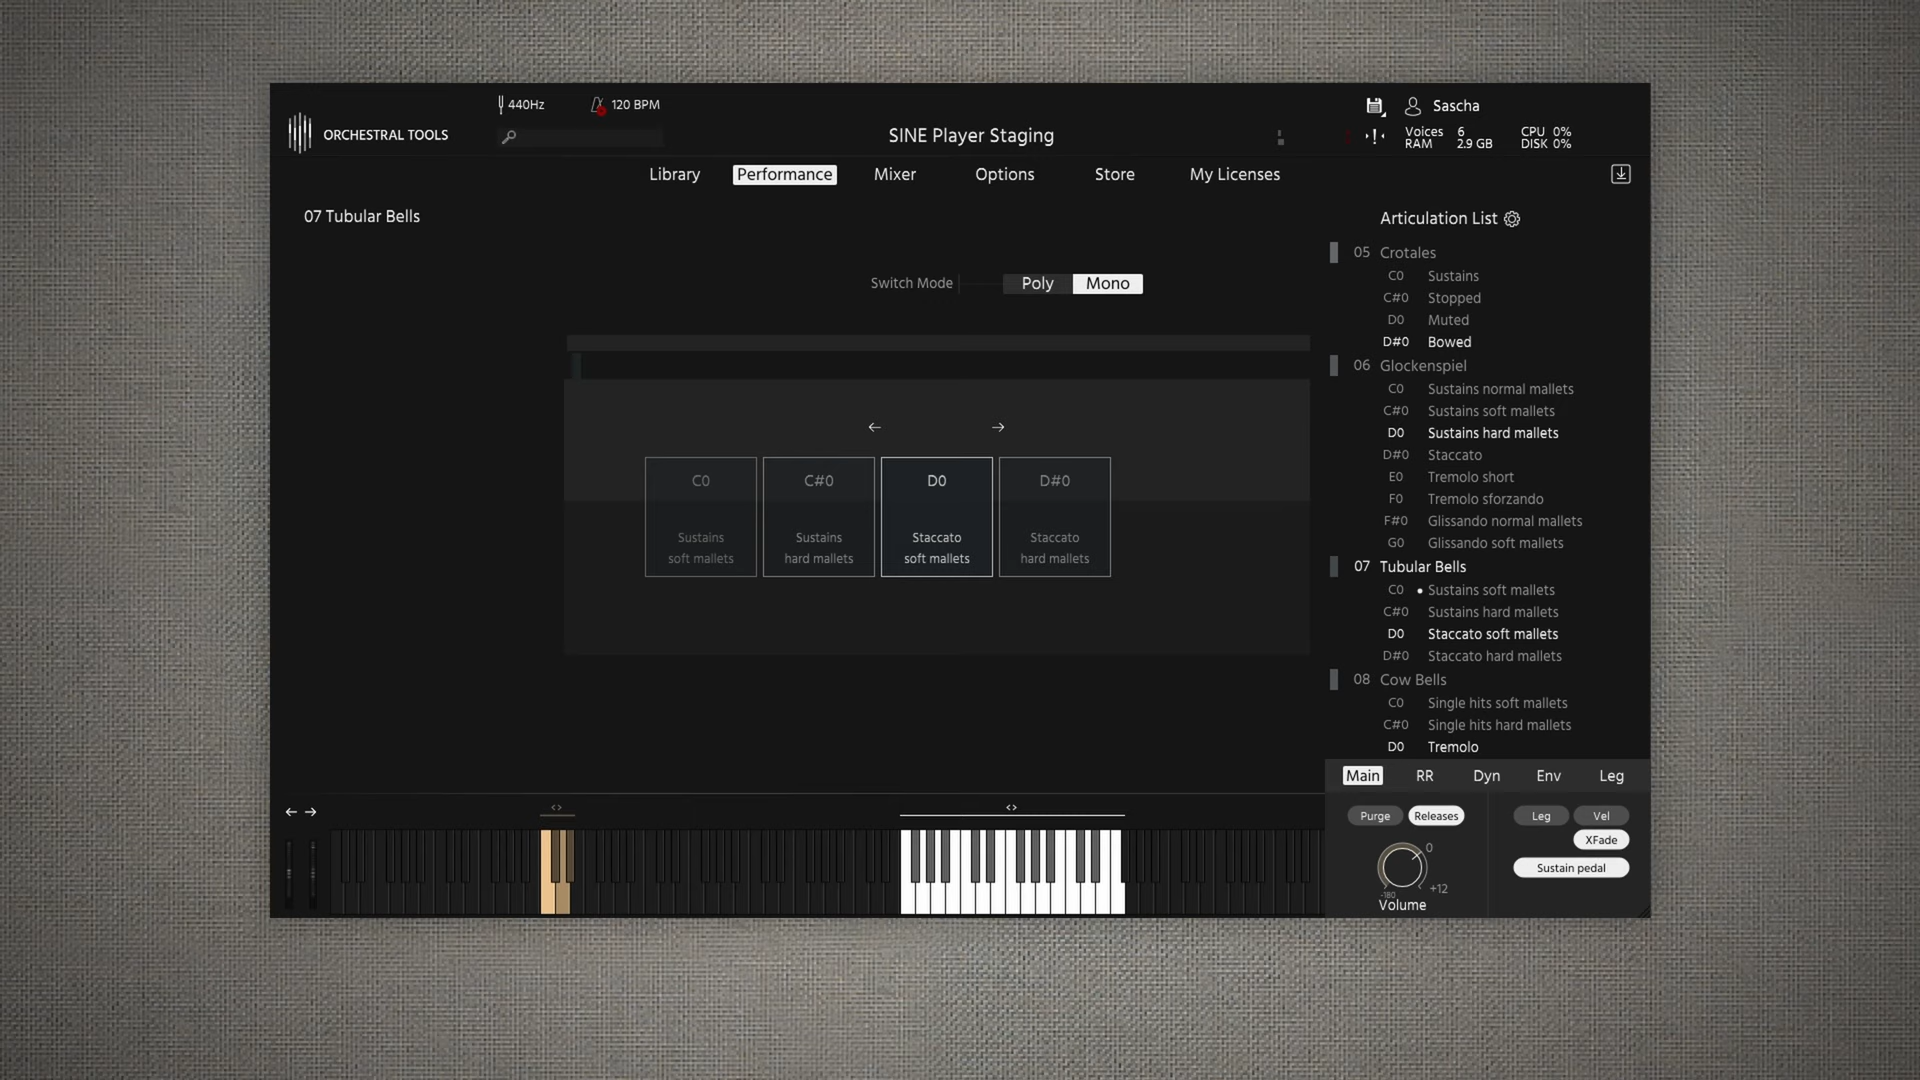 440Hz
120 BPM
Sascha
ORCHESTRAL TOOLS
SINE Player Staging
Voices 6
RAM 2.9 GB
CPU 0%
DISK 0%
Library
Performance
Mixer
Options
Store
My Licenses
07 Tubular Bells
Switch Mode
Poly
Mono
C0
Sustains
soft mallets
C#0
Sustains
hard mallets
D0
Staccato
soft mallets
D#0
Staccato
hard mallets
Articulation List
05 Crotales
C0 Sustains
C#0 Stopped
D0 Muted
D#0 Bowed
06 Glockenspiel
C0 Sustains normal mallets
C#0 Sustains soft mallets
D0 Sustains hard mallets
D#0 Staccato
E0 Tremolo short
F0 Tremolo sforzando
F#0 Glissando normal mallets
G0 Glissando soft mallets
07 Tubular Bells
C0 Sustains soft mallets
C#0 Sustains hard mallets
D0 Staccato soft mallets
D#0 Staccato hard mallets
08 Cow Bells
C0 Single hits soft mallets
C#0 Single hits hard mallets
D0 Tremolo
Main
RR
Dyn
Env
Leg
Purge
Releases
Leg
Vel
XFade
Sustain pedal
0
-180
+12
Volume